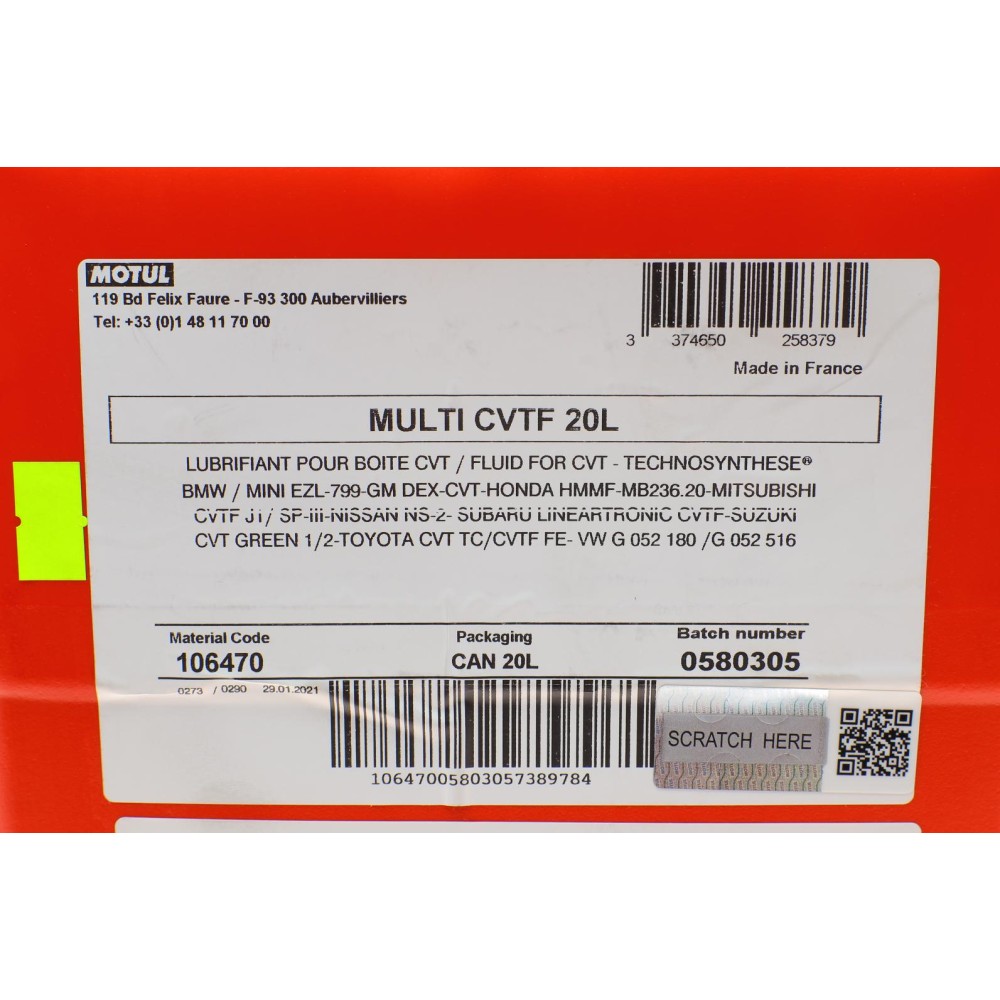 MOTUL
119 Bd Felix Faure - F-93 300 Aubervilliers
Tel: +33 (0)1 48 11 70 00
3 374650 258379
Made in France
MULTI CVTF 20L
LUBRIFIANT POUR BOITE CVT / FLUID FOR CVT - TECHNOSYNTHESE®
BMW / MINI EZL-799-GM DEX-CVT-HONDA HMMF-MB236.20-MITSUBISHI
CVTF J1/ SP-III-NISSAN NS-2- SUBARU LINEARTRONIC CVTF-SUZUKI
CVT GREEN 1/2-TOYOTA CVT TC/CVTF FE- VW G 052 180 /G 052 516
Material Code Packaging Batch number
106470 CAN 20L 0580305
0273 / 0290 29.01.2021
10647005803057389784
SCRATCH HERE